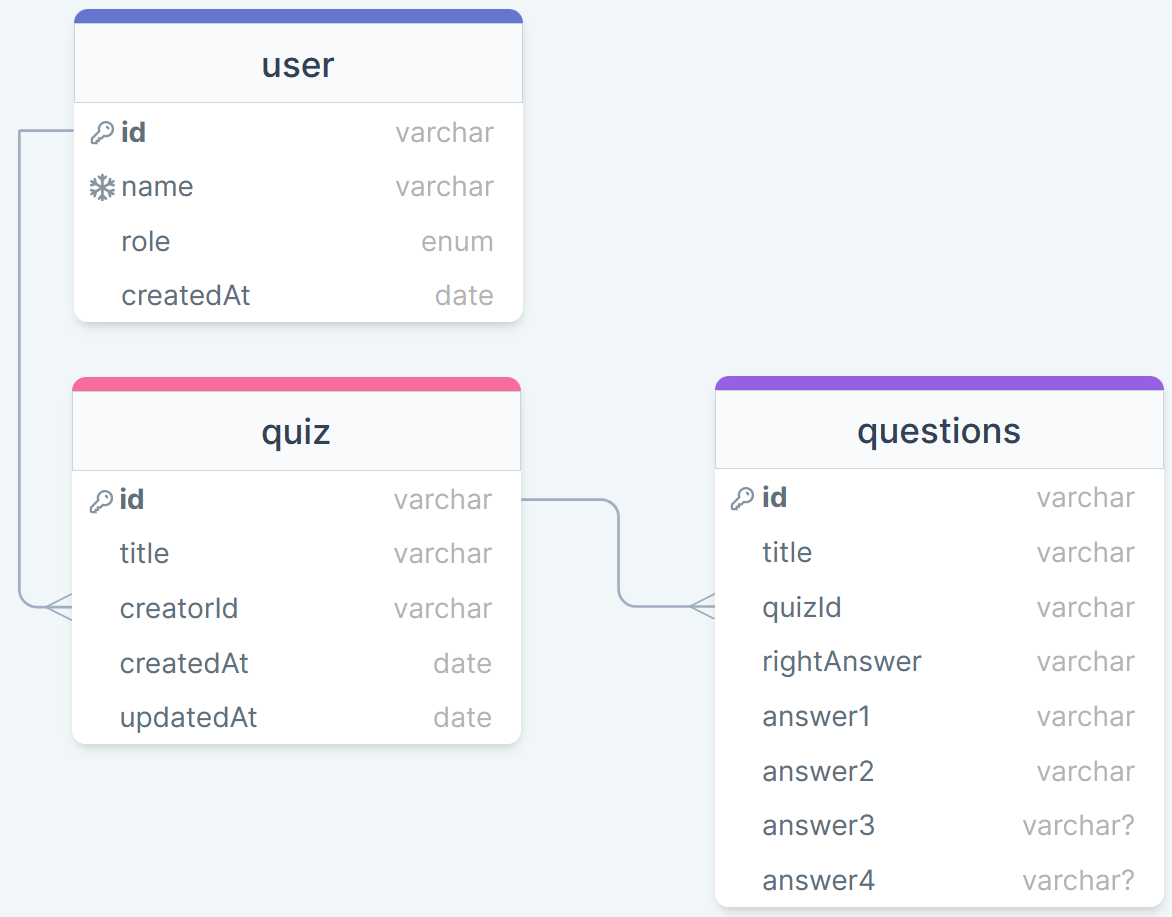 user
id varchar
name varchar
role enum
createdAt date
quiz
id varchar
title varchar
creatorId varchar
createdAt date
updatedAt date
questions
id varchar
title varchar
quizId varchar
rightAnswer varchar
answer1 varchar
answer2 varchar
answer3 varchar?
answer4 varchar?